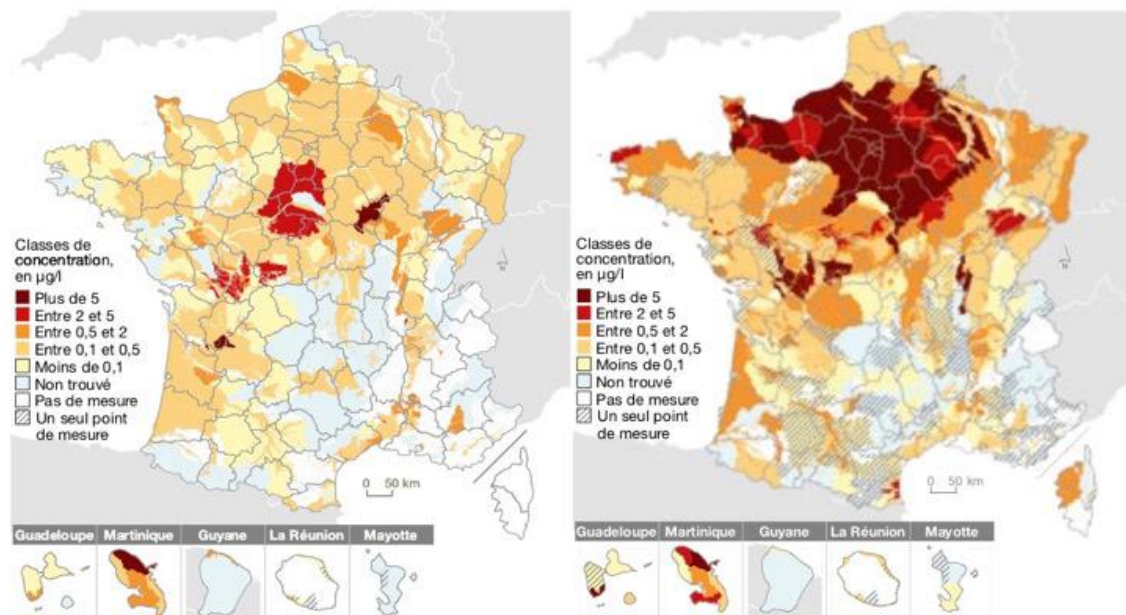 Classes de
concentration,
en µg/l
Plus de 5
Entre 2 et 5
Entre 0,5 et 2
Entre 0,1 et 0,5
Moins de 0,1
Non trouvé
Pas de mesure
Un seul point
de mesure
N
0 50 km
Guadeloupe Martinique Guyane La Réunion Mayotte
Classes de
concentration,
en µg/l
Plus de 5
Entre 2 et 5
Entre 0,5 et 2
Entre 0,1 et 0,5
Moins de 0,1
Non trouvé
Pas de mesure
Un seul point
de mesure
N
0 50 km
Guadeloupe Martinique Guyane La Réunion Mayotte